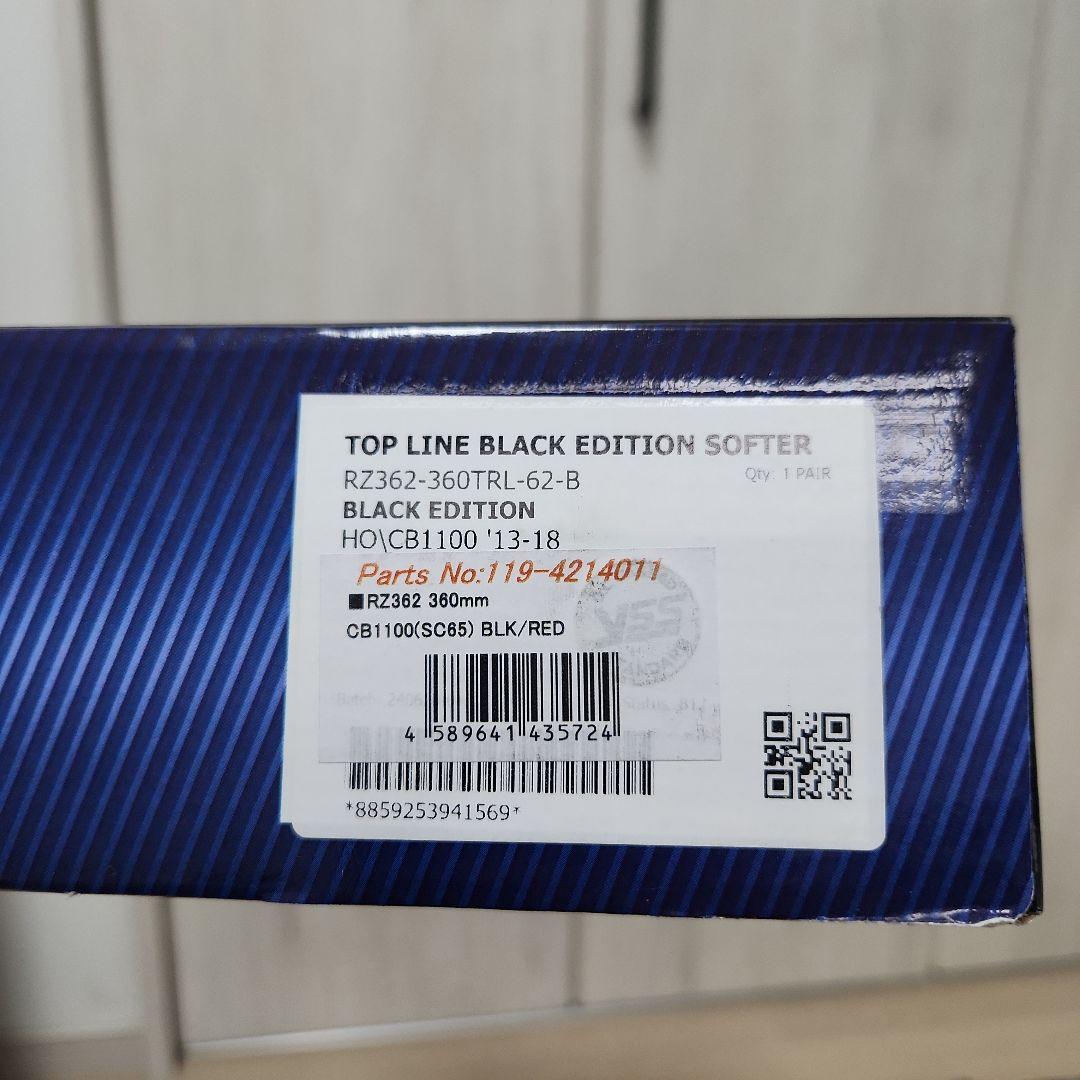 TOP LINE BLACK EDITION SOFTER
RZ362-360TRL-62-B
Qty: 1 PAIR
BLACK EDITION
HO\CB1100 '13-18
Parts No:119-4214011
■RZ362 360mm
CB1100(SC65) BLK/RED
YSS
4 589641 435724
*8859253941569*